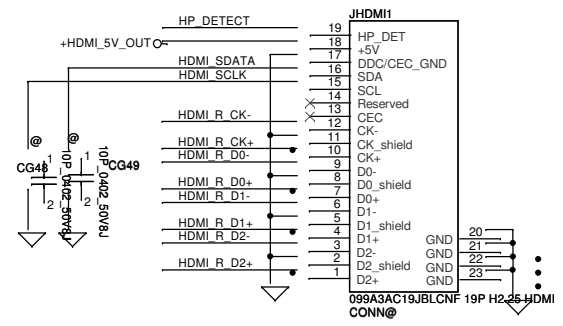 JHDMI1
HP_DETECT
19
HP_DET
+HDMI_5V_OUT
18
+5V
17
DDC/CEC_GND
HDMI_SDATA
16
SDA
HDMI_SCLK
15
SCL
14
Reserved
13
CEC
HDMI_R_CK-
12
CK-
11
CK_shield
HDMI_R_CK+
10
CK+
HDMI_R_D0-
9
D0-
8
D0_shield
HDMI_R_D0+
7
D0+
HDMI_R_D1-
6
D1-
5
D1_shield
HDMI_R_D1+
4
D1+
GND
20
HDMI_R_D2-
3
D2-
GND
21
2
D2_shield
GND
22
HDMI_R_D2+
1
D2+
GND
23
099A3AC19JBLCNF 19P H2.25 HDMI
CONN@
@
@
1
1
CG48
CG49
2
2
10P_0402_50V8J
10P_0402_50V8J